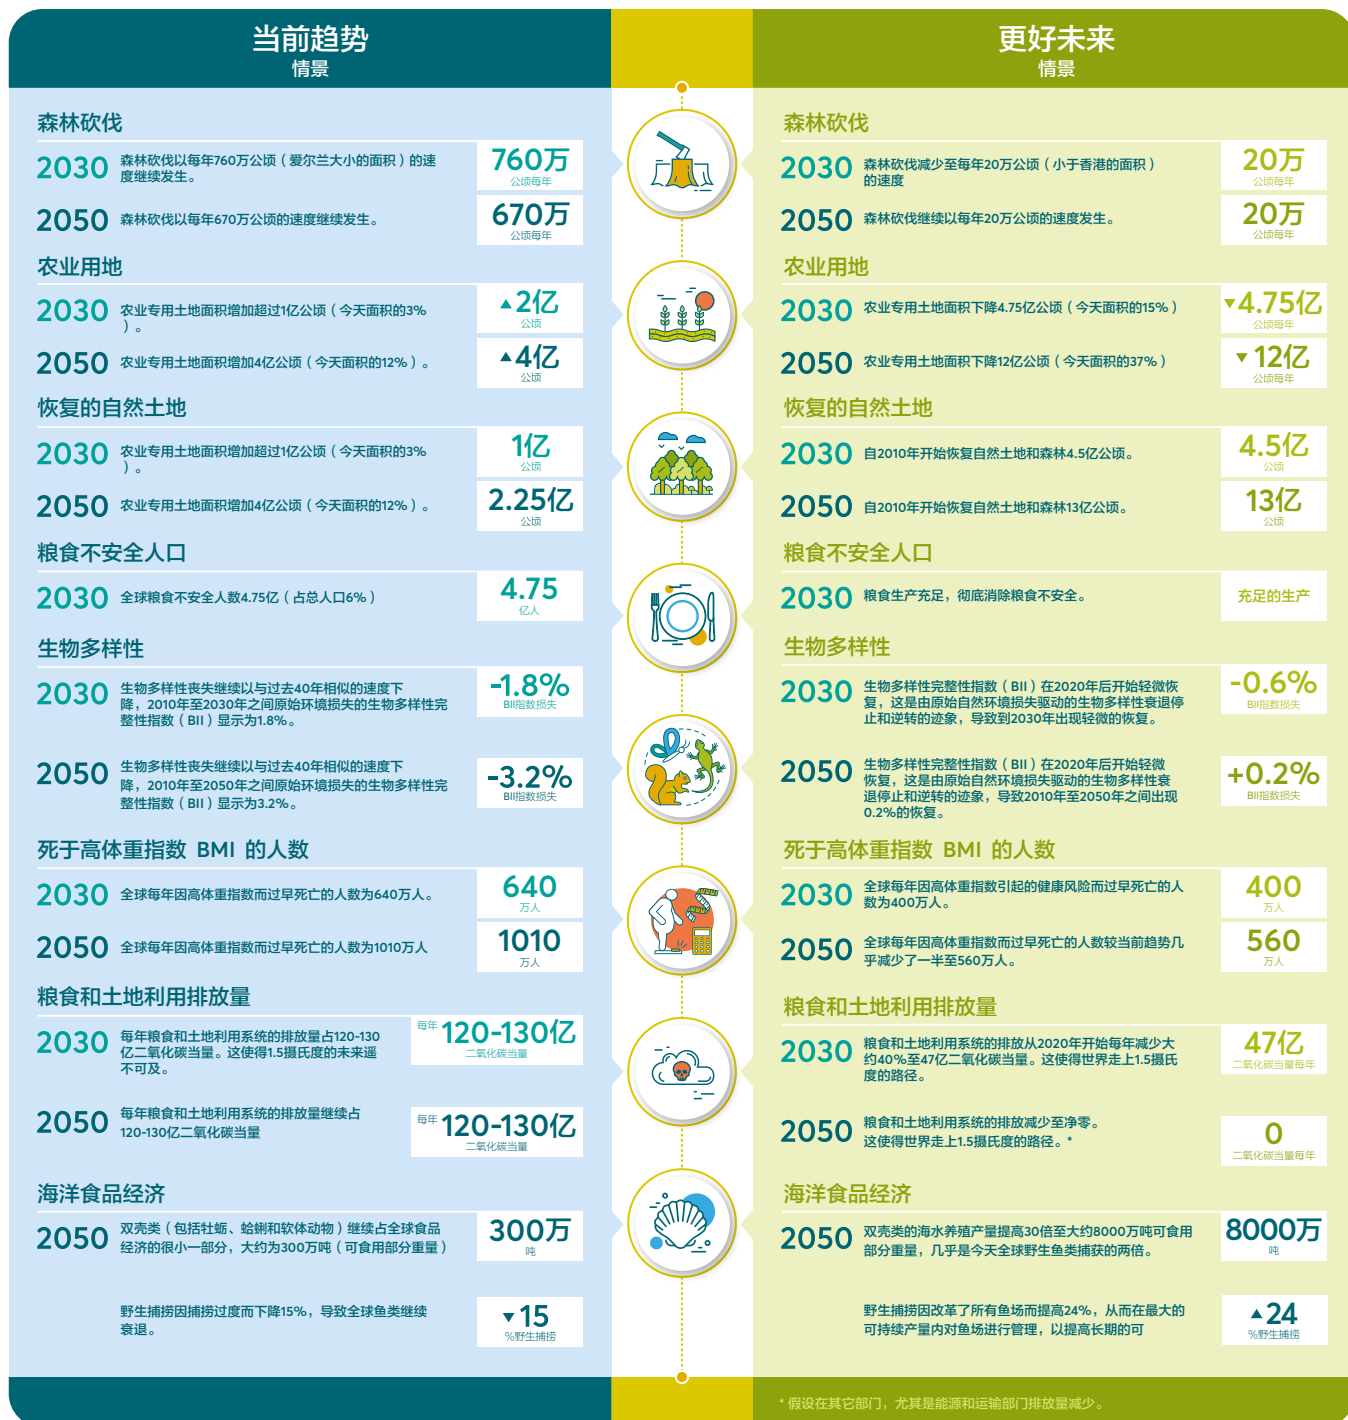 当前趋势
情景
森林砍伐
2030
森林砍伐以每年760万公顷（爱尔兰大小的面积）的速
度继续发生。
760万
公顷每年
2050
森林砍伐以每年670万公顷的速度继续发生。
670万
公顷每年
农业用地
2030
农业专用土地面积增加超过1亿公顷（今天面积的3%
）。
▲2亿
公顷
2050
农业专用土地面积增加4亿公顷（今天面积的12%）。
▲4亿
公顷
恢复的自然土地
2030
农业专用土地面积增加超过1亿公顷（今天面积的3%
）。
1亿
公顷
2050
农业专用土地面积增加4亿公顷（今天面积的12%）。
2.25亿
公顷
粮食不安全人口
2030
全球粮食不安全人数4.75亿（占总人口6%）
4.75
亿人
生物多样性
2030
生物多样性丧失继续以与过去40年相似的速度下
降，2010年至2030年之间原始环境损失的生物多样性完
整性指数（BII）显示为1.8%。
-1.8%
BII指数损失
2050
生物多样性丧失继续以与过去40年相似的速度下
降，2010年至2050年之间原始环境损失的生物多样性完
整性指数（BII）显示为3.2%。
-3.2%
BII指数损失
死于高体重指数 BMI 的人数
2030
全球每年因高体重指数而过早死亡的人数为640万人。
640
万人
2050
全球每年因高体重指数而过早死亡的人数为1010万人
1010
万人
粮食和土地利用排放量
2030
每年粮食和土地利用系统的排放量占120-130
亿二氧化碳当量。这使得1.5摄氏度的未来遥
不可及。
每年 120-130亿
二氧化碳当量
2050
每年粮食和土地利用系统的排放量继续占
120-130亿二氧化碳当量
每年 120-130亿
二氧化碳当量
海洋食品经济
2050
双壳类（包括牡蛎、蛤蜊和软体动物）继续占全球食品
经济的很小一部分，大约为300万吨（可食用部分重量）
300万
吨
野生捕捞因捕捞过度而下降15%，导致全球鱼类继续
衰退。
▼15
%野生捕捞
更好未来
情景
森林砍伐
2030
森林砍伐减少至每年20万公顷（小于香港的面积）
的速度
20万
公顷每年
2050
森林砍伐继续以每年20万公顷的速度发生。
20万
公顷每年
农业用地
2030
农业专用土地面积下降4.75亿公顷（今天面积的15%）
▼4.75亿
公顷每年
2050
农业专用土地面积下降12亿公顷（今天面积的37%）
▼12亿
公顷每年
恢复的自然土地
2030
自2010年开始恢复自然土地和森林4.5亿公顷。
4.5亿
公顷
2050
自2010年开始恢复自然土地和森林13亿公顷。
13亿
公顷
粮食不安全人口
2030
粮食生产充足，彻底消除粮食不安全。
充足的生产
生物多样性
2030
生物多样性完整性指数（BII）在2020年后开始轻微恢
复，这是由原始自然环境损失驱动的生物多样性衰退停
止和逆转的迹象，导致到2030年出现轻微的恢复。
-0.6%
BII指数损失
2050
生物多样性完整性指数（BII）在2020年后开始轻微
恢复，这是由原始自然环境损失驱动的生物多样性衰
退停止和逆转的迹象，导致2010年至2050年之间出现
0.2%的恢复。
+0.2%
BII指数损失
死于高体重指数 BMI 的人数
2030
全球每年因高体重指数引起的健康风险而过早死亡的人
数为400万人。
400
万人
2050
全球每年因高体重指数而过早死亡的人数较当前趋势几
乎减少了一半至560万人。
560
万人
粮食和土地利用排放量
2030
粮食和土地利用系统的排放从2020年开始每年减少大
约40%至47亿二氧化碳当量。这使得世界走上1.5摄氏
度的路径。
47亿
二氧化碳当量每年
2050
粮食和土地利用系统的排放减少至净零。
这使得世界走上1.5摄氏度的路径。*
0
二氧化碳当量每年
海洋食品经济
2050
双壳类的海水养殖产量提高30倍至大约8000万吨可食用
部分重量，几乎是今天全球野生鱼类捕获的两倍。
8000万
吨
野生捕捞因改革了所有鱼场而提高24%，从而在最大的
可持续产量内对鱼场进行管理，以提高长期的可
▲24
%野生捕捞
* 假设在其它部门，尤其是能源和运输部门排放量减少。